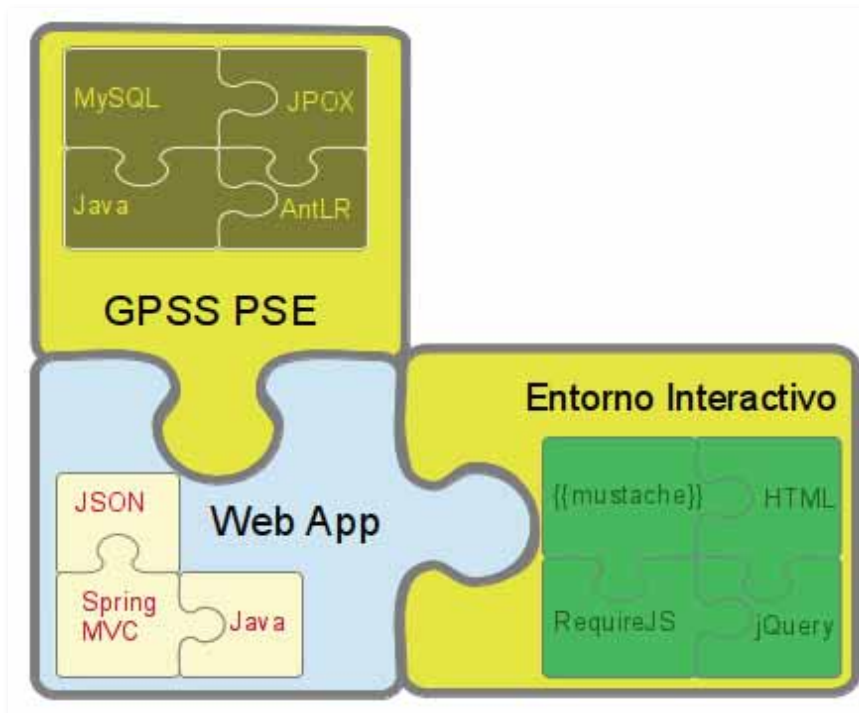 MySQL
JPOX
Java
AntLR
GPSS PSE
Entorno Interactivo
{{mustache}}
HTML
JSON
Web App
Spring
MVC
Java
RequireJS
jQuery